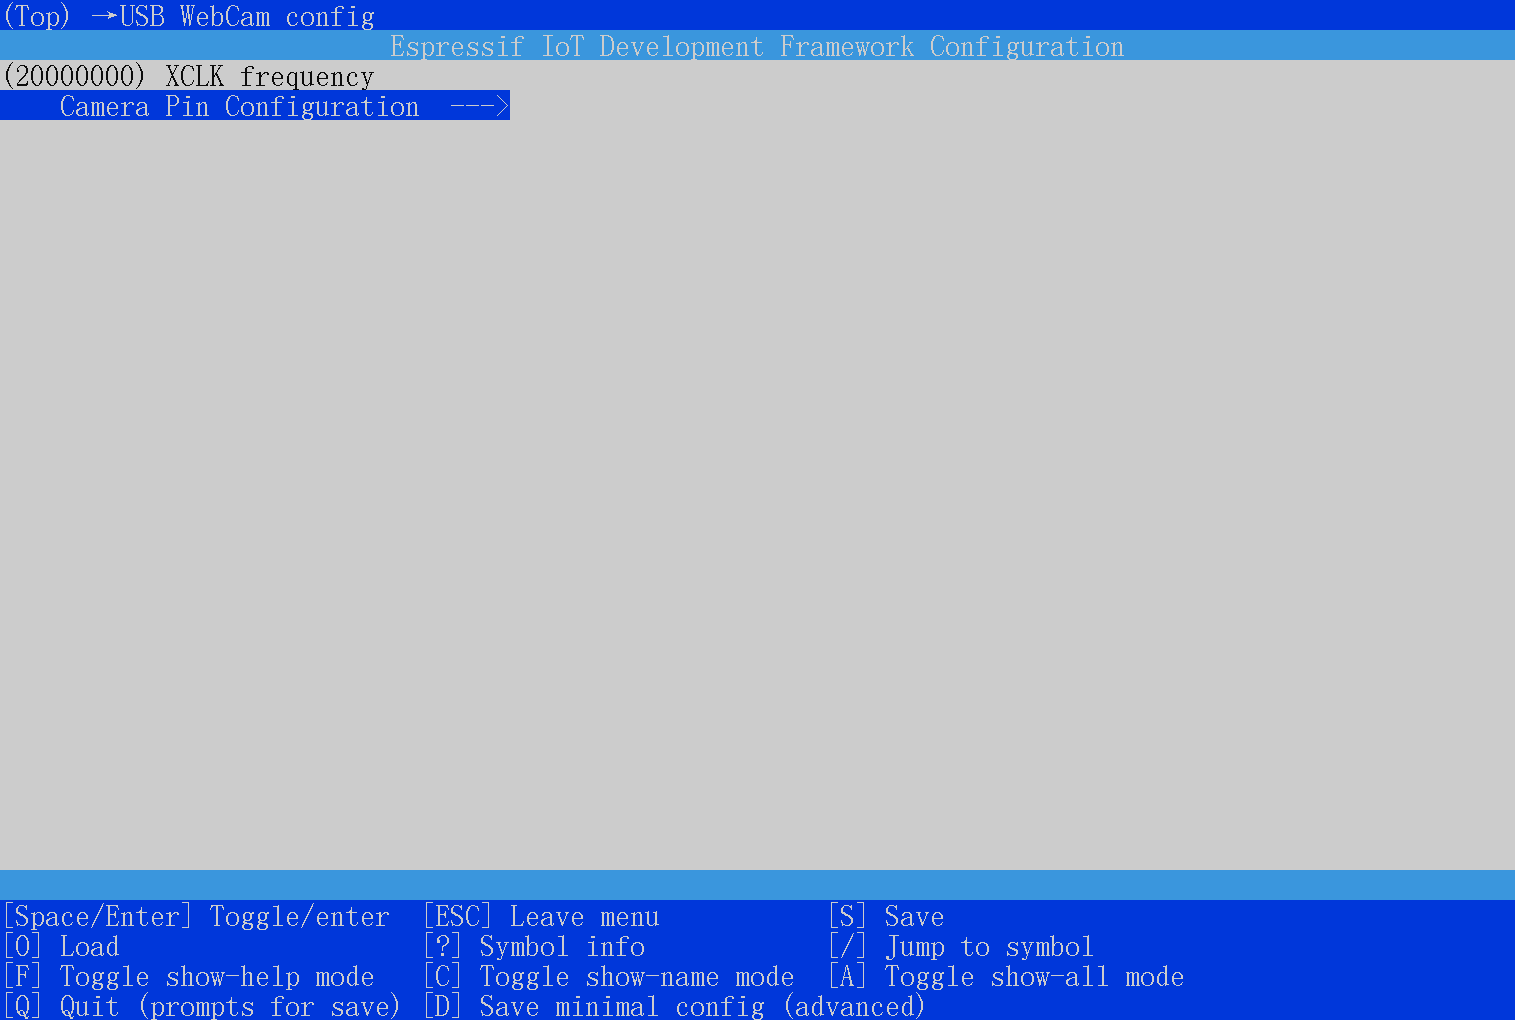 (Top) →USB WebCam config
Espressif IoT Development Framework Configuration
(20000000) XCLK frequency
Camera Pin Configuration --->
[Space/Enter] Toggle/enter [ESC] Leave menu [S] Save
[O] Load [?] Symbol info [/] Jump to symbol
[F] Toggle show-help mode [C] Toggle show-name mode [A] Toggle show-all mode
[Q] Quit (prompts for save) [D] Save minimal config (advanced)